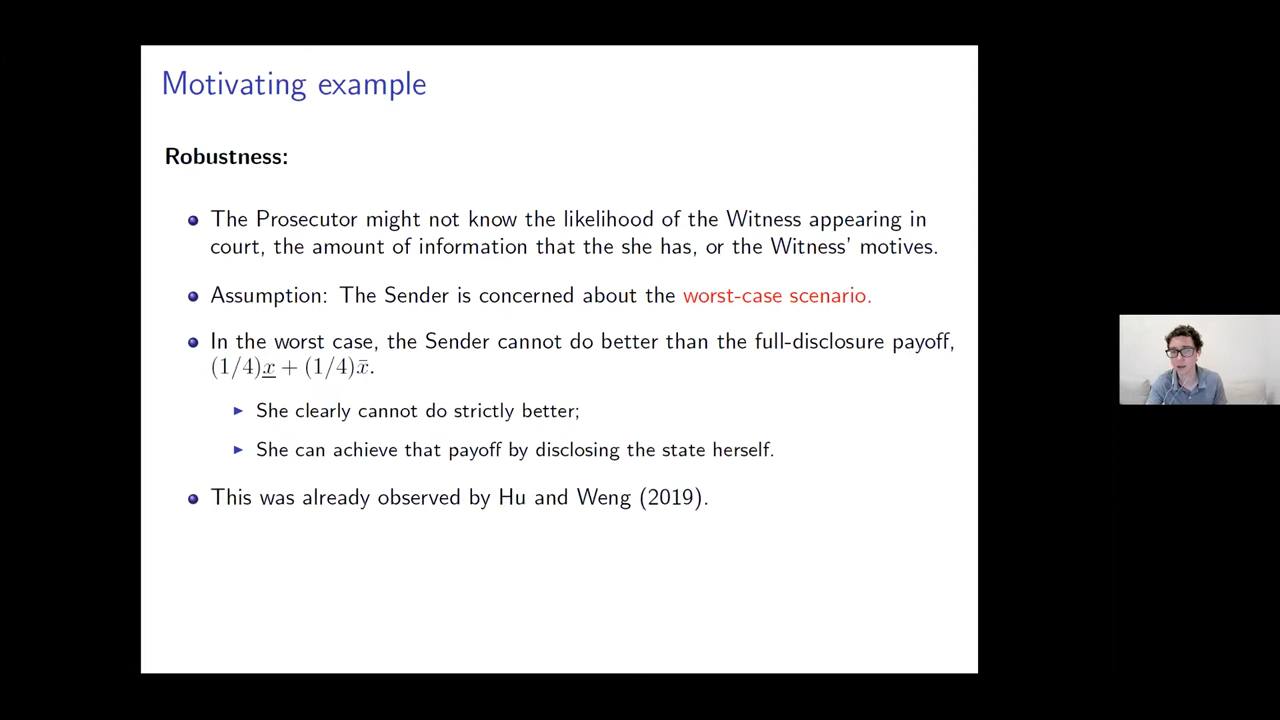 Motivating example
Robustness:
The Prosecutor might not know the likelihood of the Witness appearing in
court, the amount of information that the she has, or the Witness' motives.
Assumption: The Sender is concerned about the worst-case scenario.
In the worst case, the Sender cannot do better than the full-disclosure payoff,
(1/4)x̲ + (1/4)x̄.
She clearly cannot do strictly better;
She can achieve that payoff by disclosing the state herself.
This was already observed by Hu and Weng (2019).